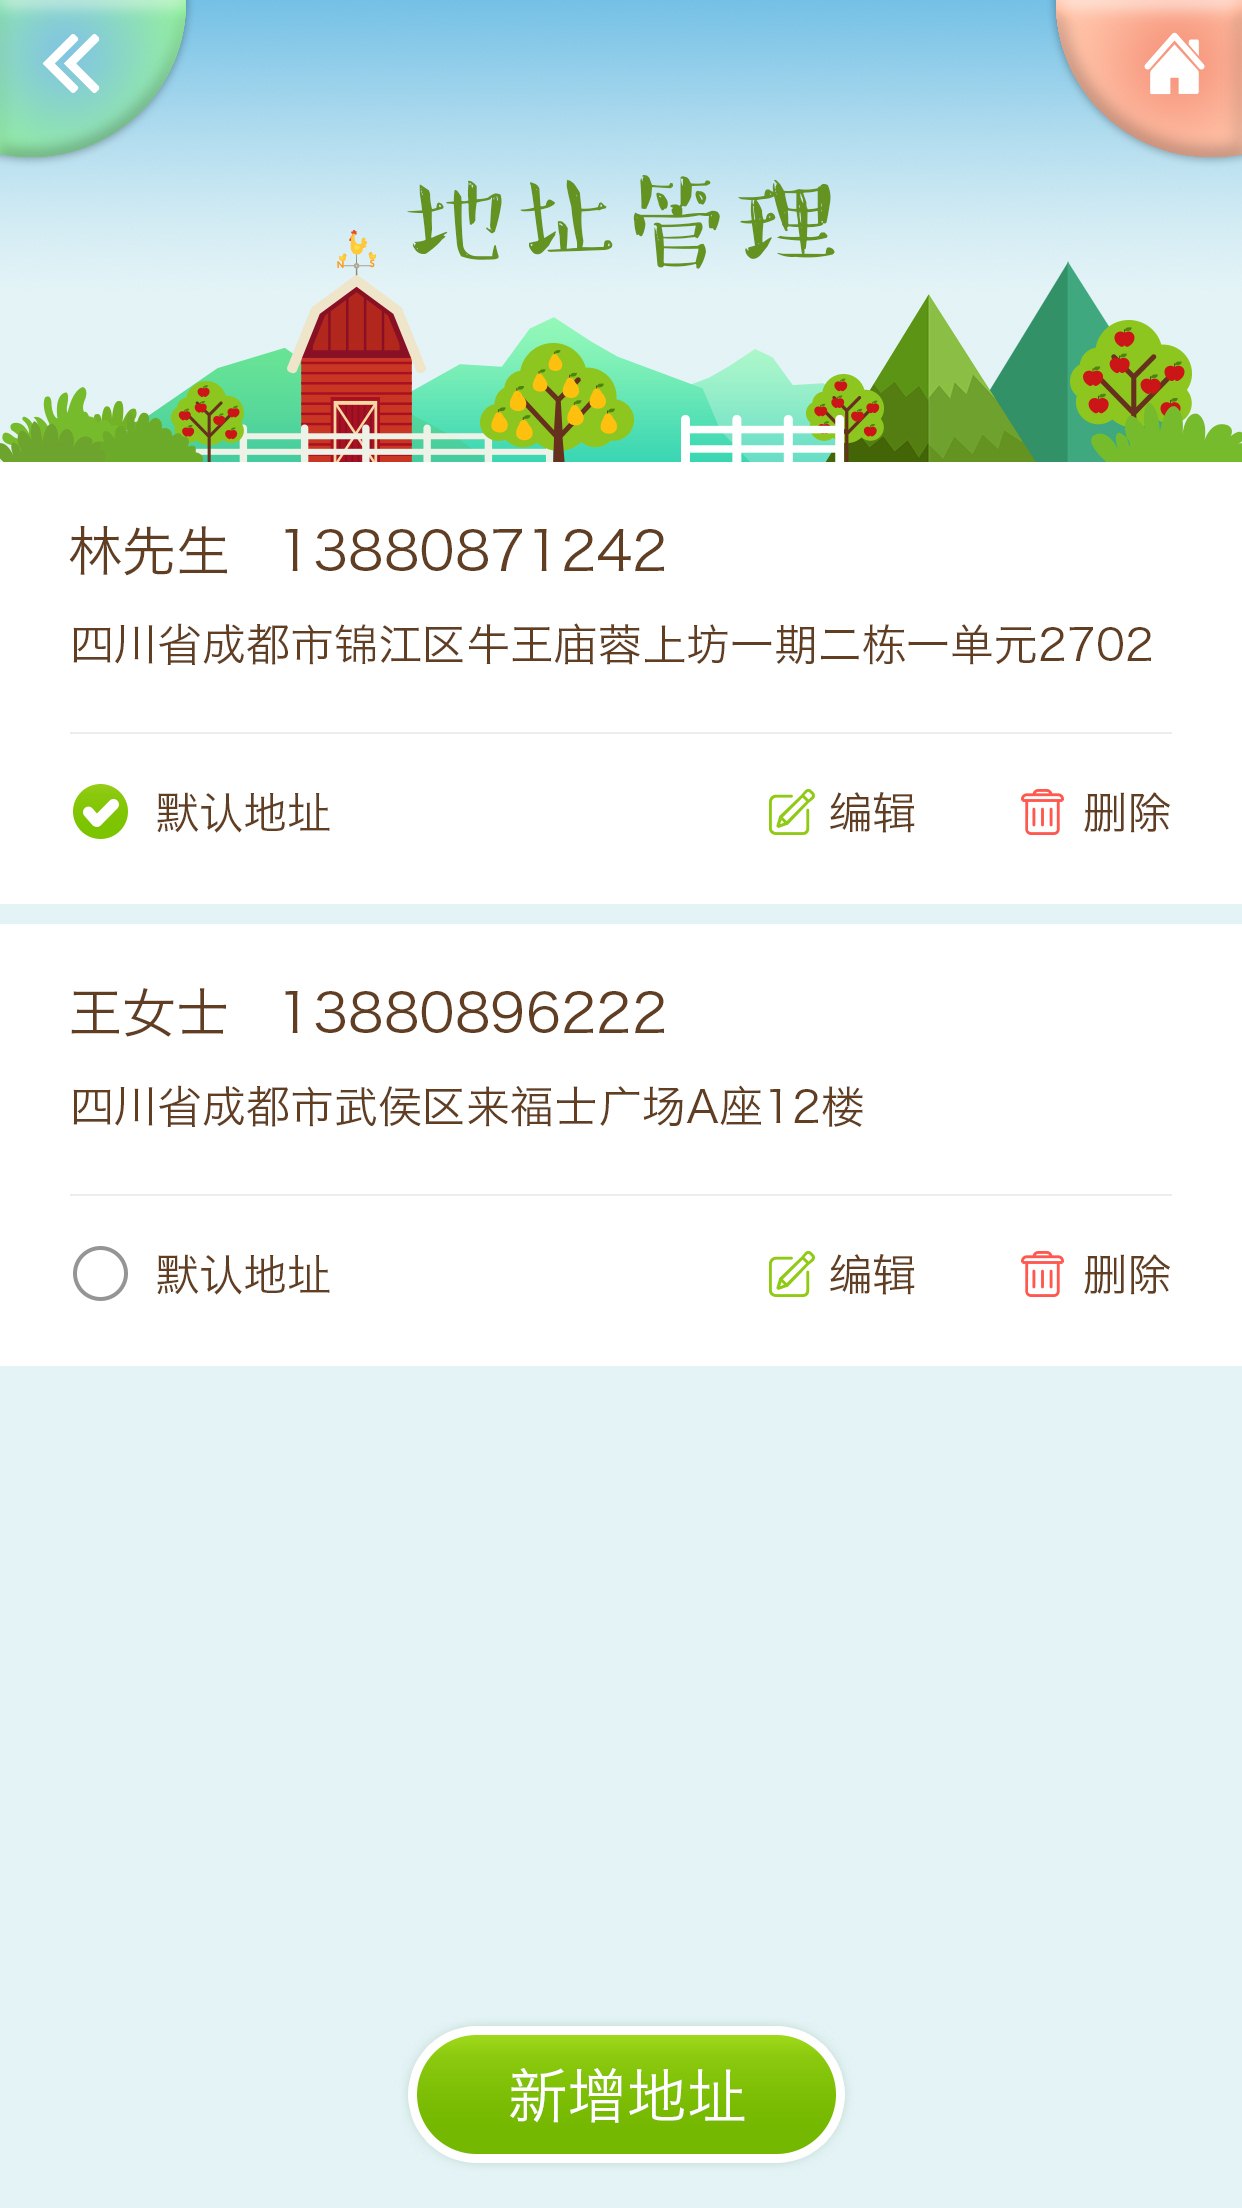 地址管理
林先生 13880871242
四川省成都市锦江区牛王庙蓉上坊一期二栋一单元2702
默认地址 编辑 删除
王女士 13880896222
四川省成都市武侯区来福士广场A座12楼
默认地址 编辑 删除
新增地址